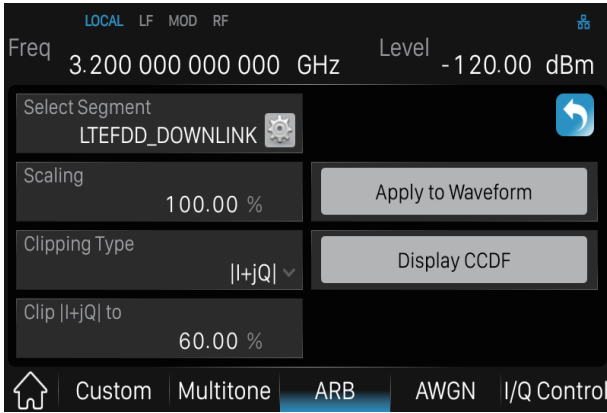 LOCAL LF MOD RF
Freq 3.200 000 000 000 GHz Level -120.00 dBm
Select Segment
LTEFDD_DOWNLINK
Scaling
100.00 %
Apply to Waveform
Clipping Type
|I+jQ|
Display CCDF
Clip |I+jQ| to
60.00 %
Custom Multitone ARB AWGN I/Q Control